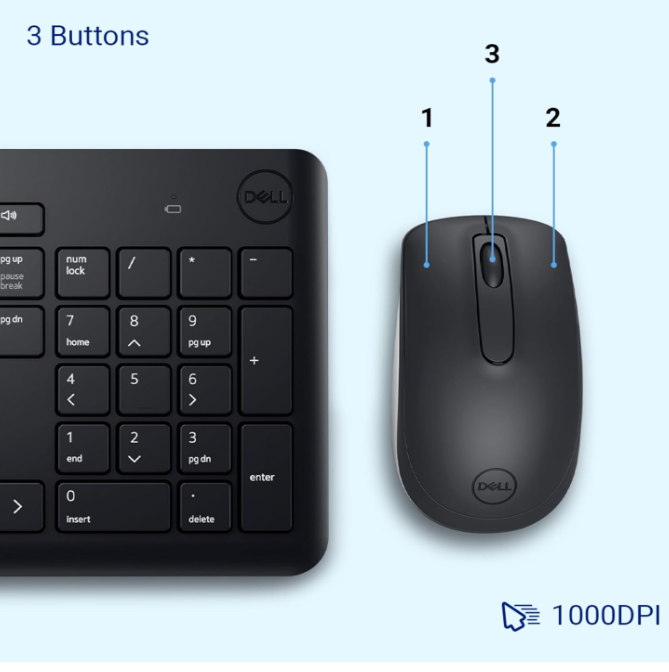 3 Buttons
3
1
2
DELL
pg up
pause
break
num
lock
/
*
-
pg dn
7
home
8
9
pg up
+
4
5
6
1
end
2
3
pg dn
enter
0
insert
.
delete
DELL
1000DPI